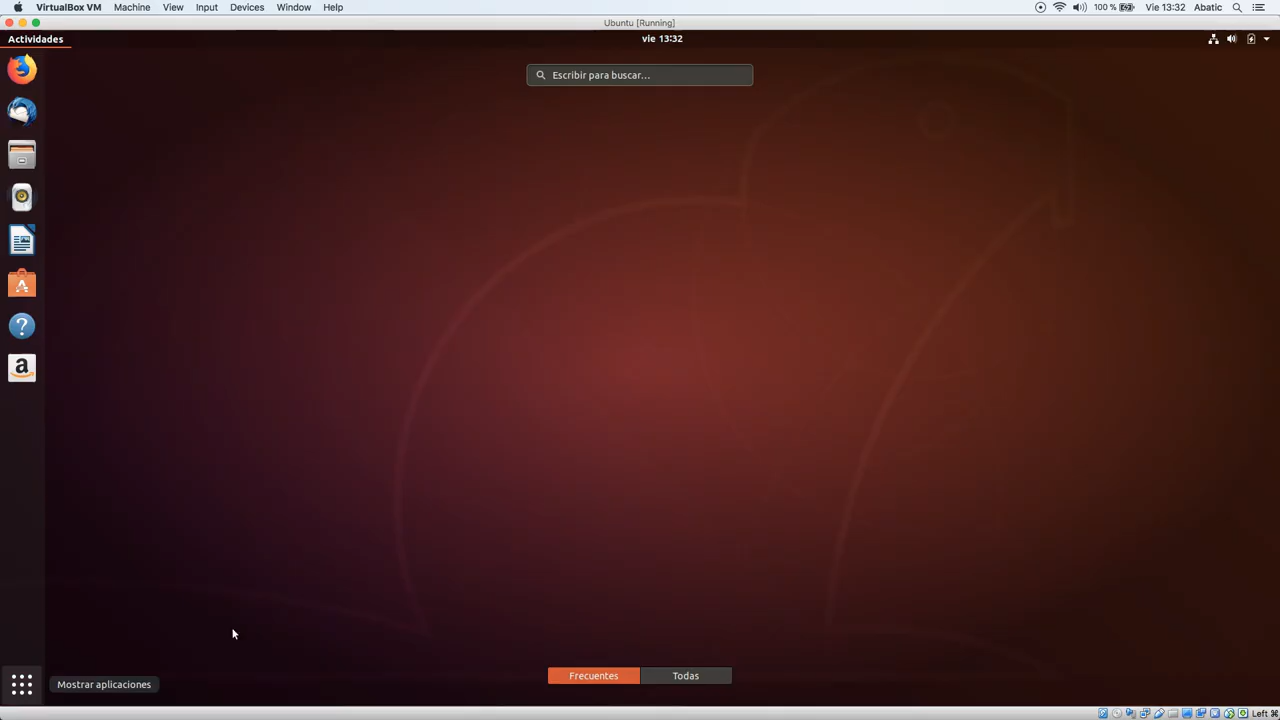 VirtualBox VM Machine View Input Devices Window Help 100 % Vie 13:32 Abatic
Ubuntu [Running]
Actividades vie 13:32
Escribir para buscar...
Frecuentes Todas
Mostrar aplicaciones
Left ⌘